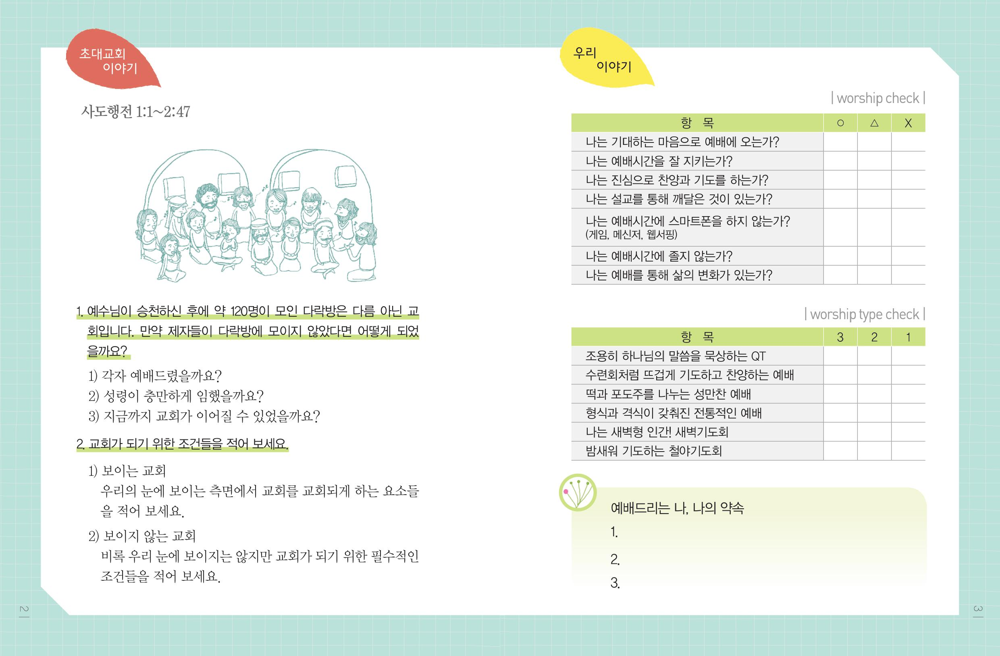 초대교회
이야기
사도행전 1:1~2:47
1. 예수님이 승천하신 후에 약 120명이 모인 다락방은 다름 아닌 교
회입니다. 만약 제자들이 다락방에 모이지 않았다면 어떻게 되었
을까요?
1) 각자 예배드렸을까요?
2) 성령이 충만하게 임했을까요?
3) 지금까지 교회가 이어질 수 있었을까요?
2. 교회가 되기 위한 조건들을 적어 보세요.
1) 보이는 교회
우리의 눈에 보이는 측면에서 교회를 교회되게 하는 요소들
을 적어 보세요.
2) 보이지 않는 교회
비록 우리 눈에 보이지는 않지만 교회가 되기 위한 필수적인
조건들을 적어 보세요.
2 |
우리
이야기
| worship check |
항 목 ○ △ X
나는 기대하는 마음으로 예배에 오는가?
나는 예배시간을 잘 지키는가?
나는 진심으로 찬양과 기도를 하는가?
나는 설교를 통해 깨달은 것이 있는가?
나는 예배시간에 스마트폰을 하지 않는가?
(게임, 메신저, 웹서핑)
나는 예배시간에 졸지 않는가?
나는 예배를 통해 삶의 변화가 있는가?
| worship type check |
항 목 3 2 1
조용히 하나님의 말씀을 묵상하는 QT
수련회처럼 뜨겁게 기도하고 찬양하는 예배
떡과 포도주를 나누는 성만찬 예배
형식과 격식이 갖춰진 전통적인 예배
나는 새벽형 인간! 새벽기도회
밤새워 기도하는 철야기도회
예배드리는 나, 나의 약속
1.
2.
3.
3 |